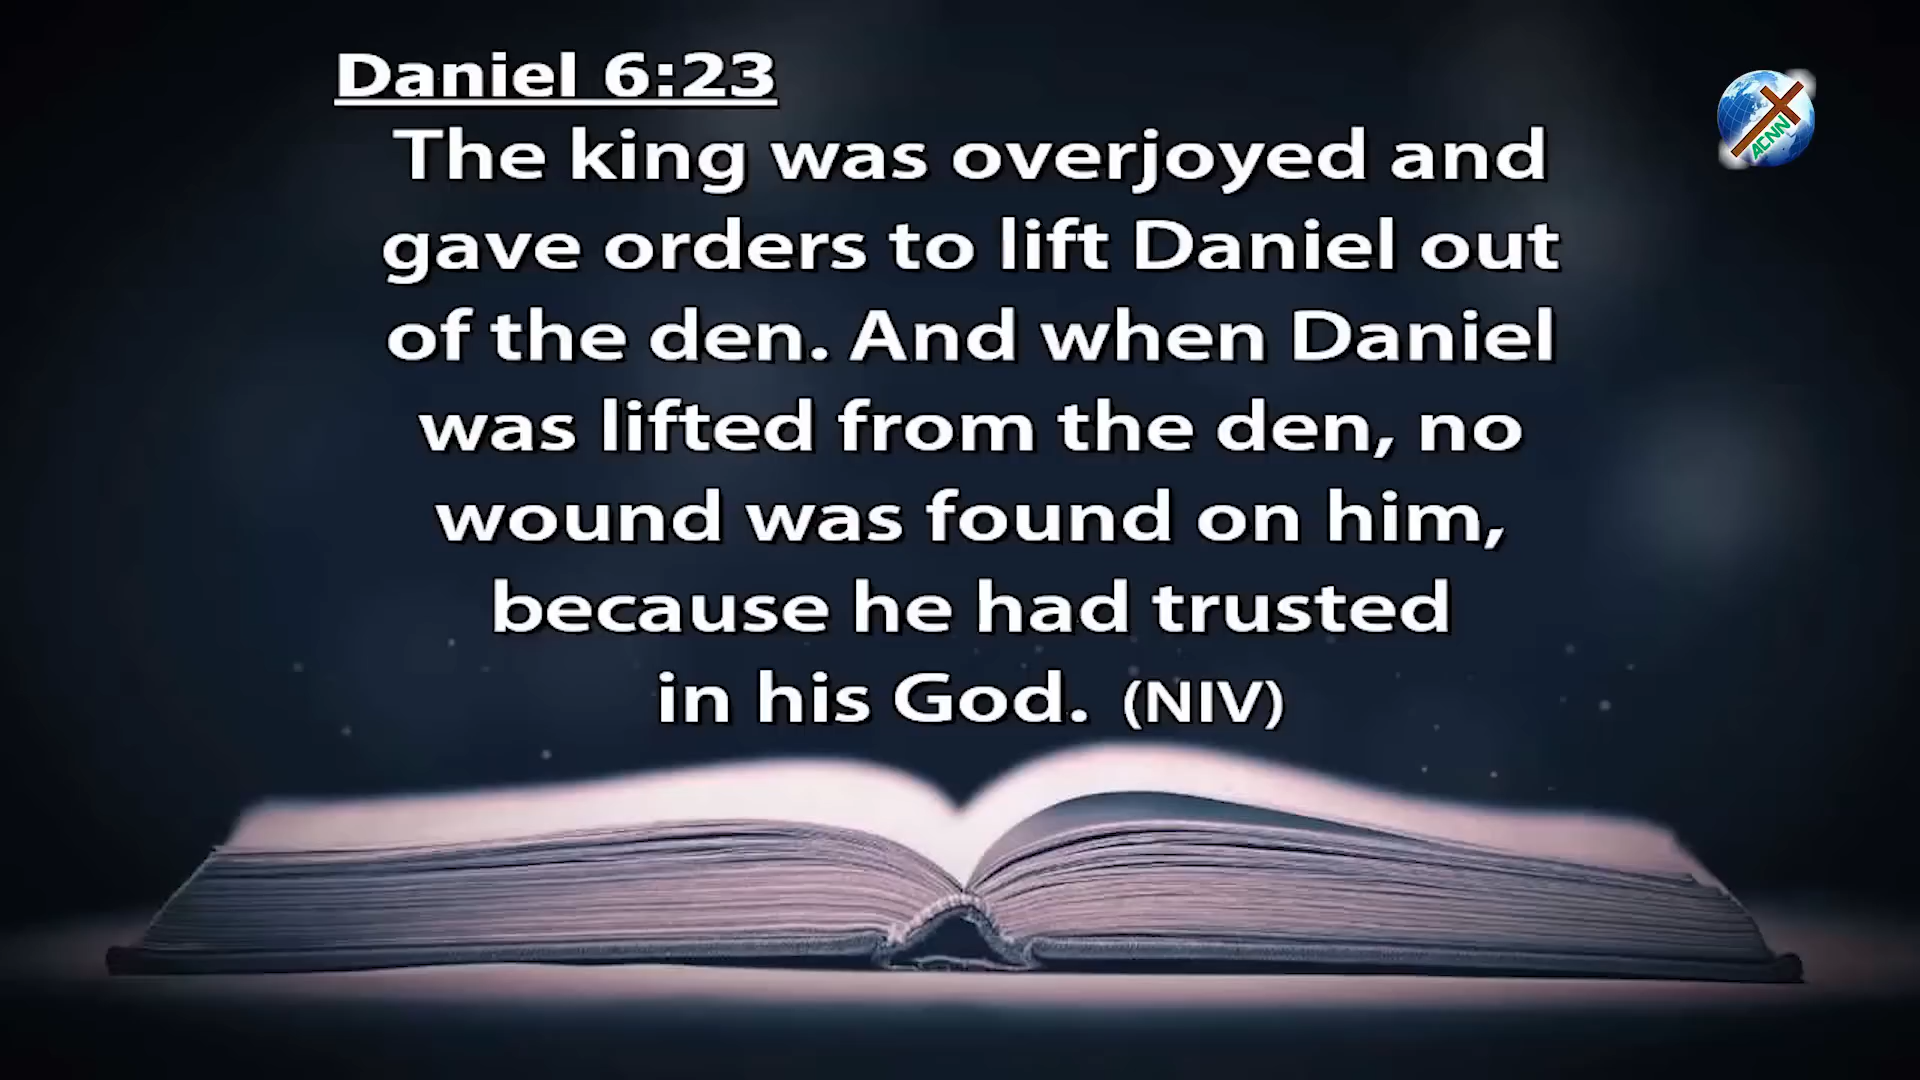 Daniel 6:23
ACNN
The king was overjoyed and
gave orders to lift Daniel out
of the den. And when Daniel
was lifted from the den, no
wound was found on him,
because he had trusted
in his God. (NIV)